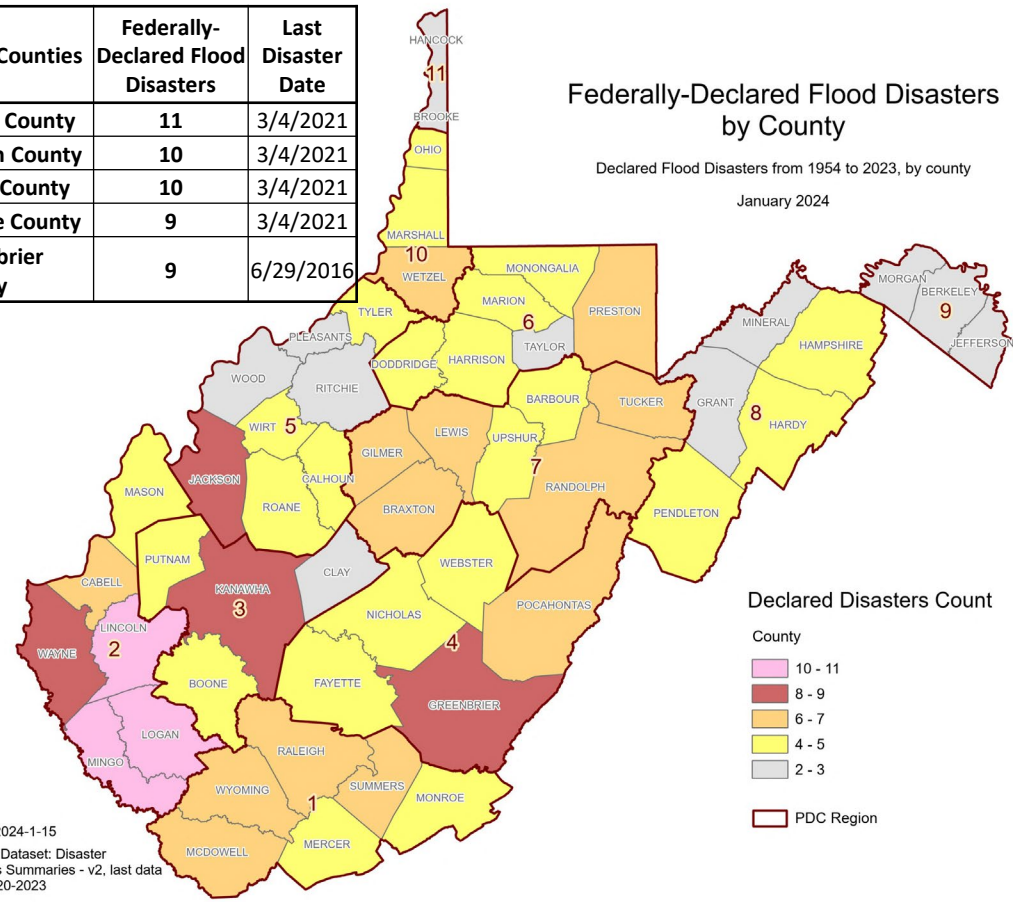 Counties
Federally-
Declared Flood
Disasters
Last
Disaster
Date
County 11 3/4/2021
County 10 3/4/2021
County 10 3/4/2021
County 9 3/4/2021
brier
9 6/29/2016
Federally-Declared Flood Disasters
by County
Declared Flood Disasters from 1954 to 2023, by county
January 2024
HANCOCK
11
BROOKE
OHIO
MARSHALL
10
WETZEL
MONONGALIA
MARION
6
PRESTON
TYLER
PLEASANTS
TAYLOR
HARRISON
DODDRIDGE
WOOD
RITCHIE
MORGAN
BERKELEY
9
JEFFERSON
MINERAL
HAMPSHIRE
GRANT
8
HARDY
BARBOUR
TUCKER
WIRT
5
LEWIS
UPSHUR
GILMER
7
JACKSON
CALHOUN
RANDOLPH
MASON
ROANE
BRAXTON
PENDLETON
PUTNAM
WEBSTER
CLAY
CABELL
KANAWHA
3
POCAHONTAS
NICHOLAS
LINCOLN
2
WAYNE
4
BOONE
FAYETTE
GREENBRIER
LOGAN
MINGO
RALEIGH
WYOMING
SUMMERS
1
MONROE
MERCER
MCDOWELL
Declared Disasters Count
County
10 - 11
8 - 9
6 - 7
4 - 5
2 - 3
PDC Region
2024-1-15
Dataset: Disaster
Summaries - v2, last data
20-2023